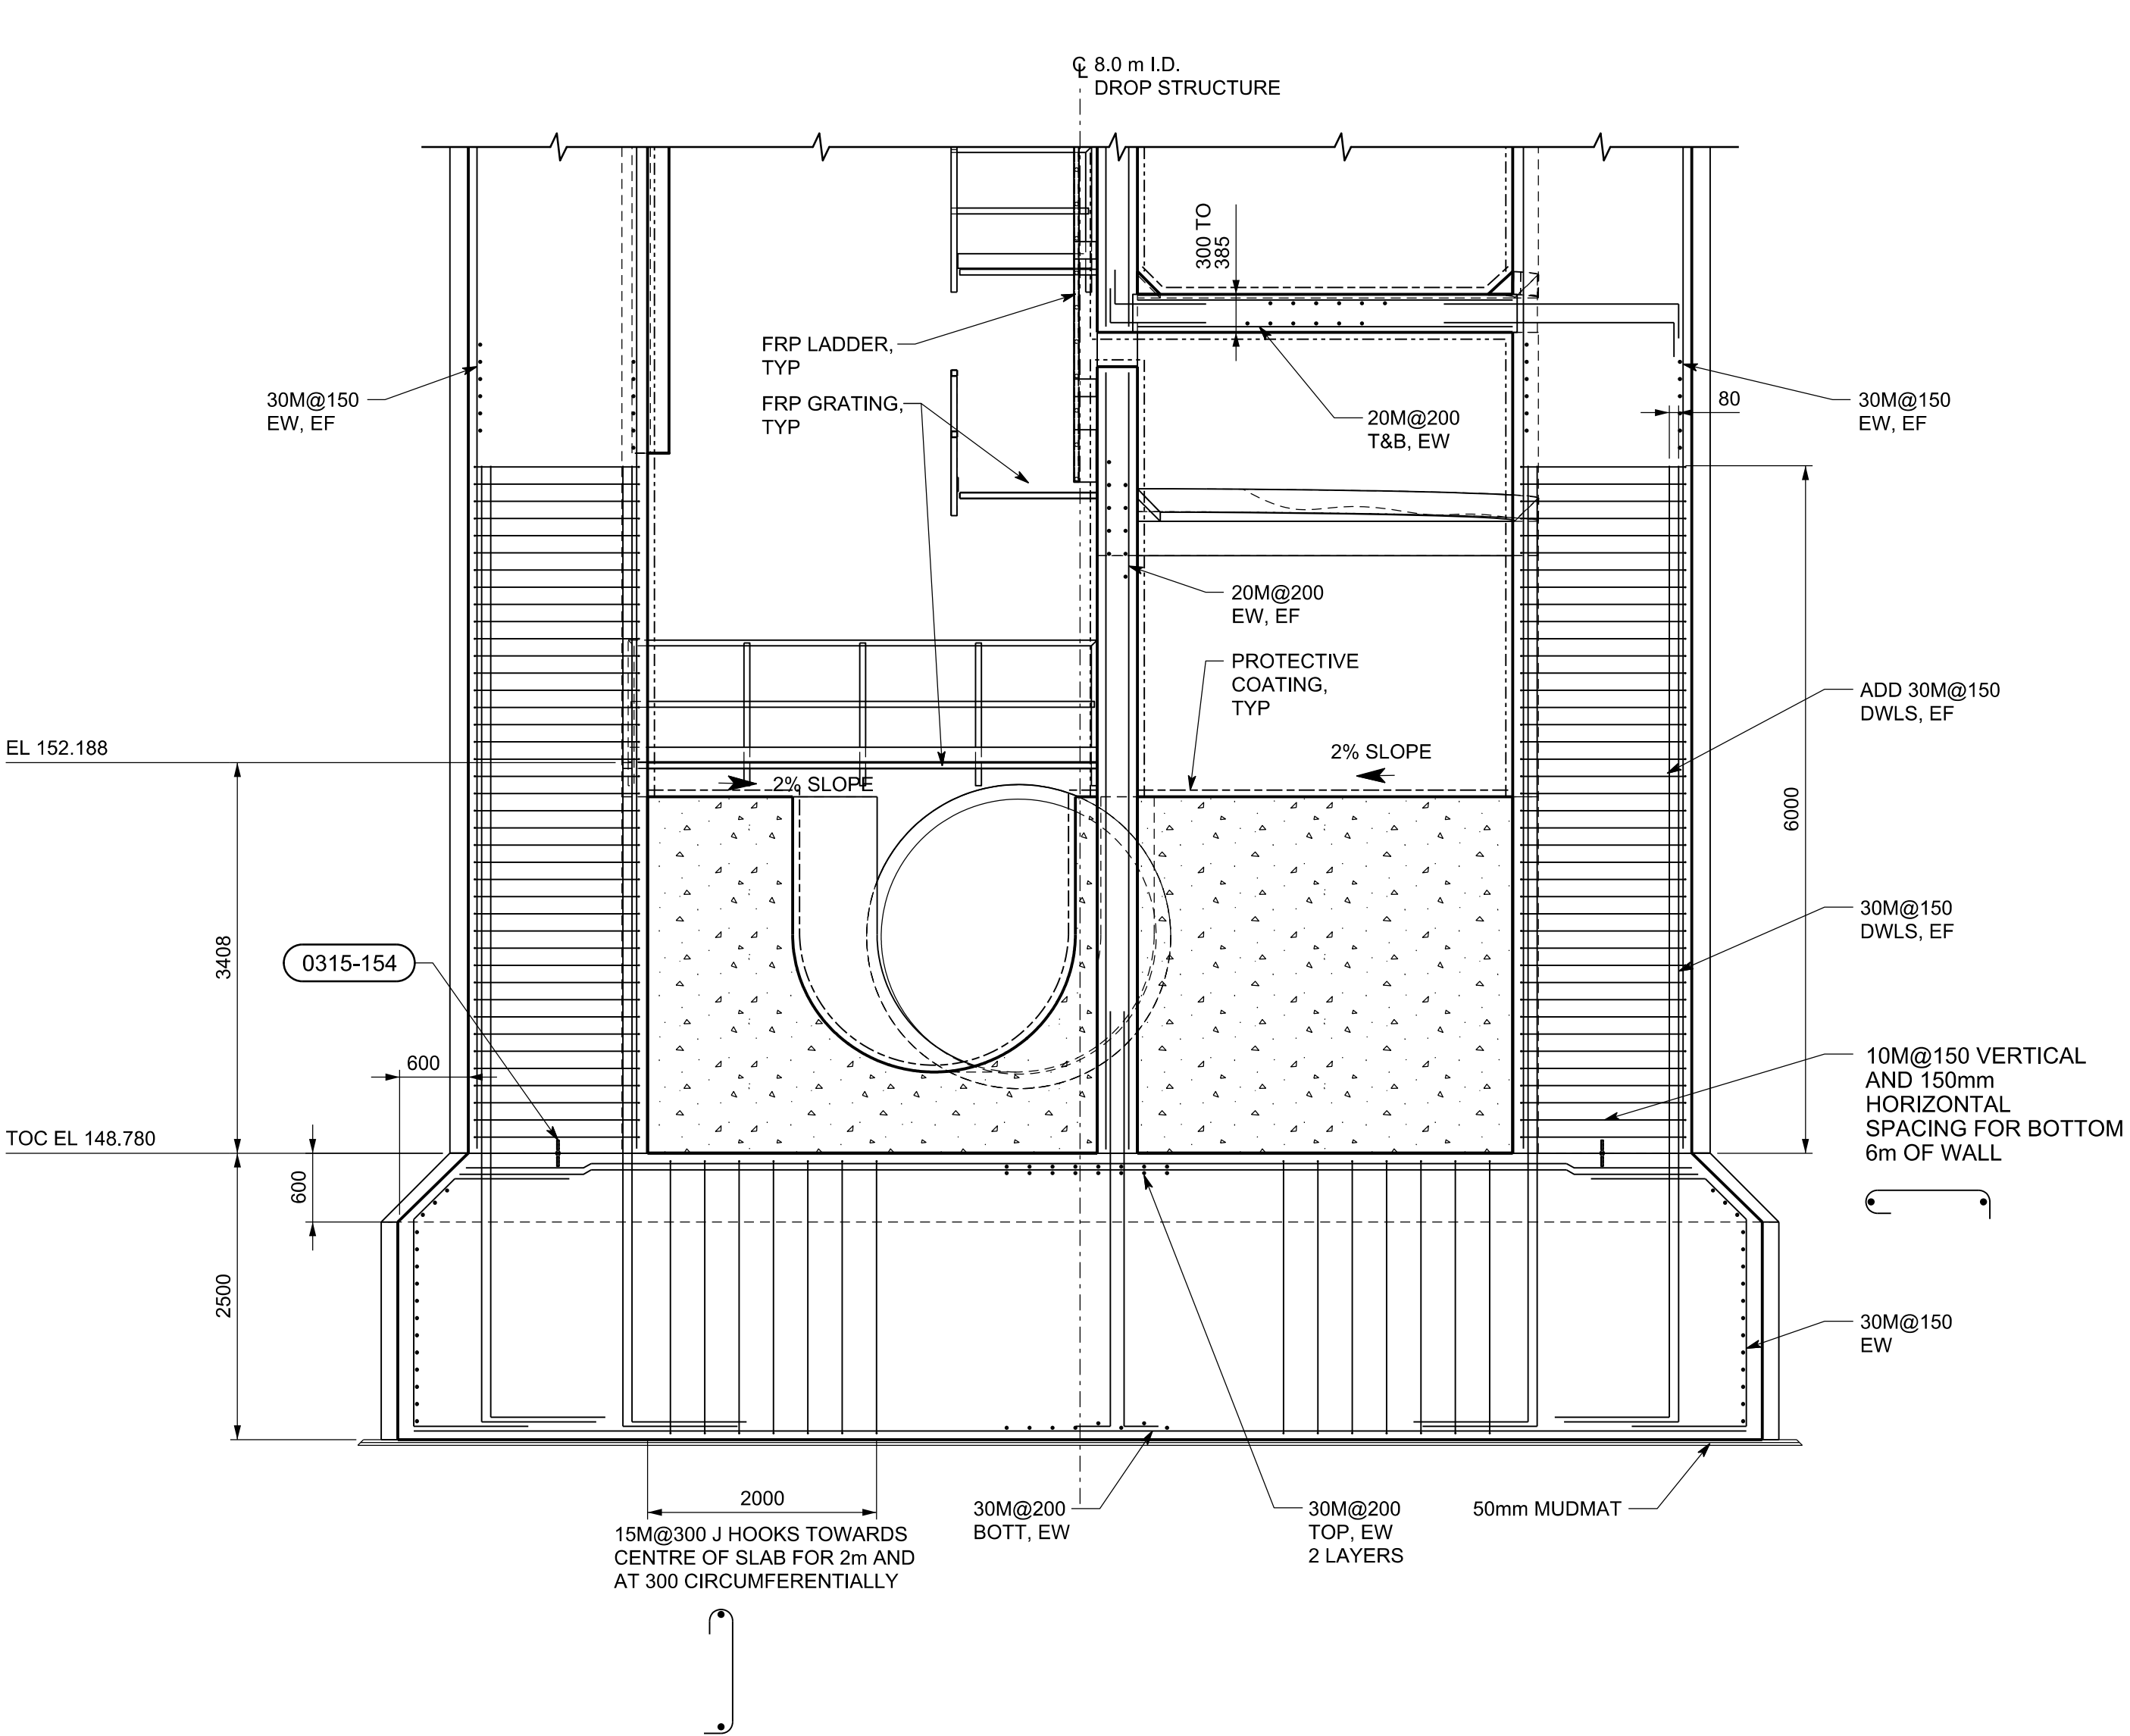 ℄ 8.0 m I.D.
DROP STRUCTURE
300 TO
385
FRP LADDER,
TYP
FRP GRATING,
TYP
30M@150
EW, EF
20M@200
T&B, EW
80
30M@150
EW, EF
20M@200
EW, EF
PROTECTIVE
COATING,
TYP
ADD 30M@150
DWLS, EF
EL 152.188
2% SLOPE
2% SLOPE
6000
3408
0315-154
30M@150
DWLS, EF
600
10M@150 VERTICAL
AND 150mm
HORIZONTAL
SPACING FOR BOTTOM
6m OF WALL
TOC EL 148.780
600
2500
30M@150
EW
2000
15M@300 J HOOKS TOWARDS
CENTRE OF SLAB FOR 2m AND
AT 300 CIRCUMFERENTIALLY
30M@200
BOTT, EW
30M@200
TOP, EW
2 LAYERS
50mm MUDMAT